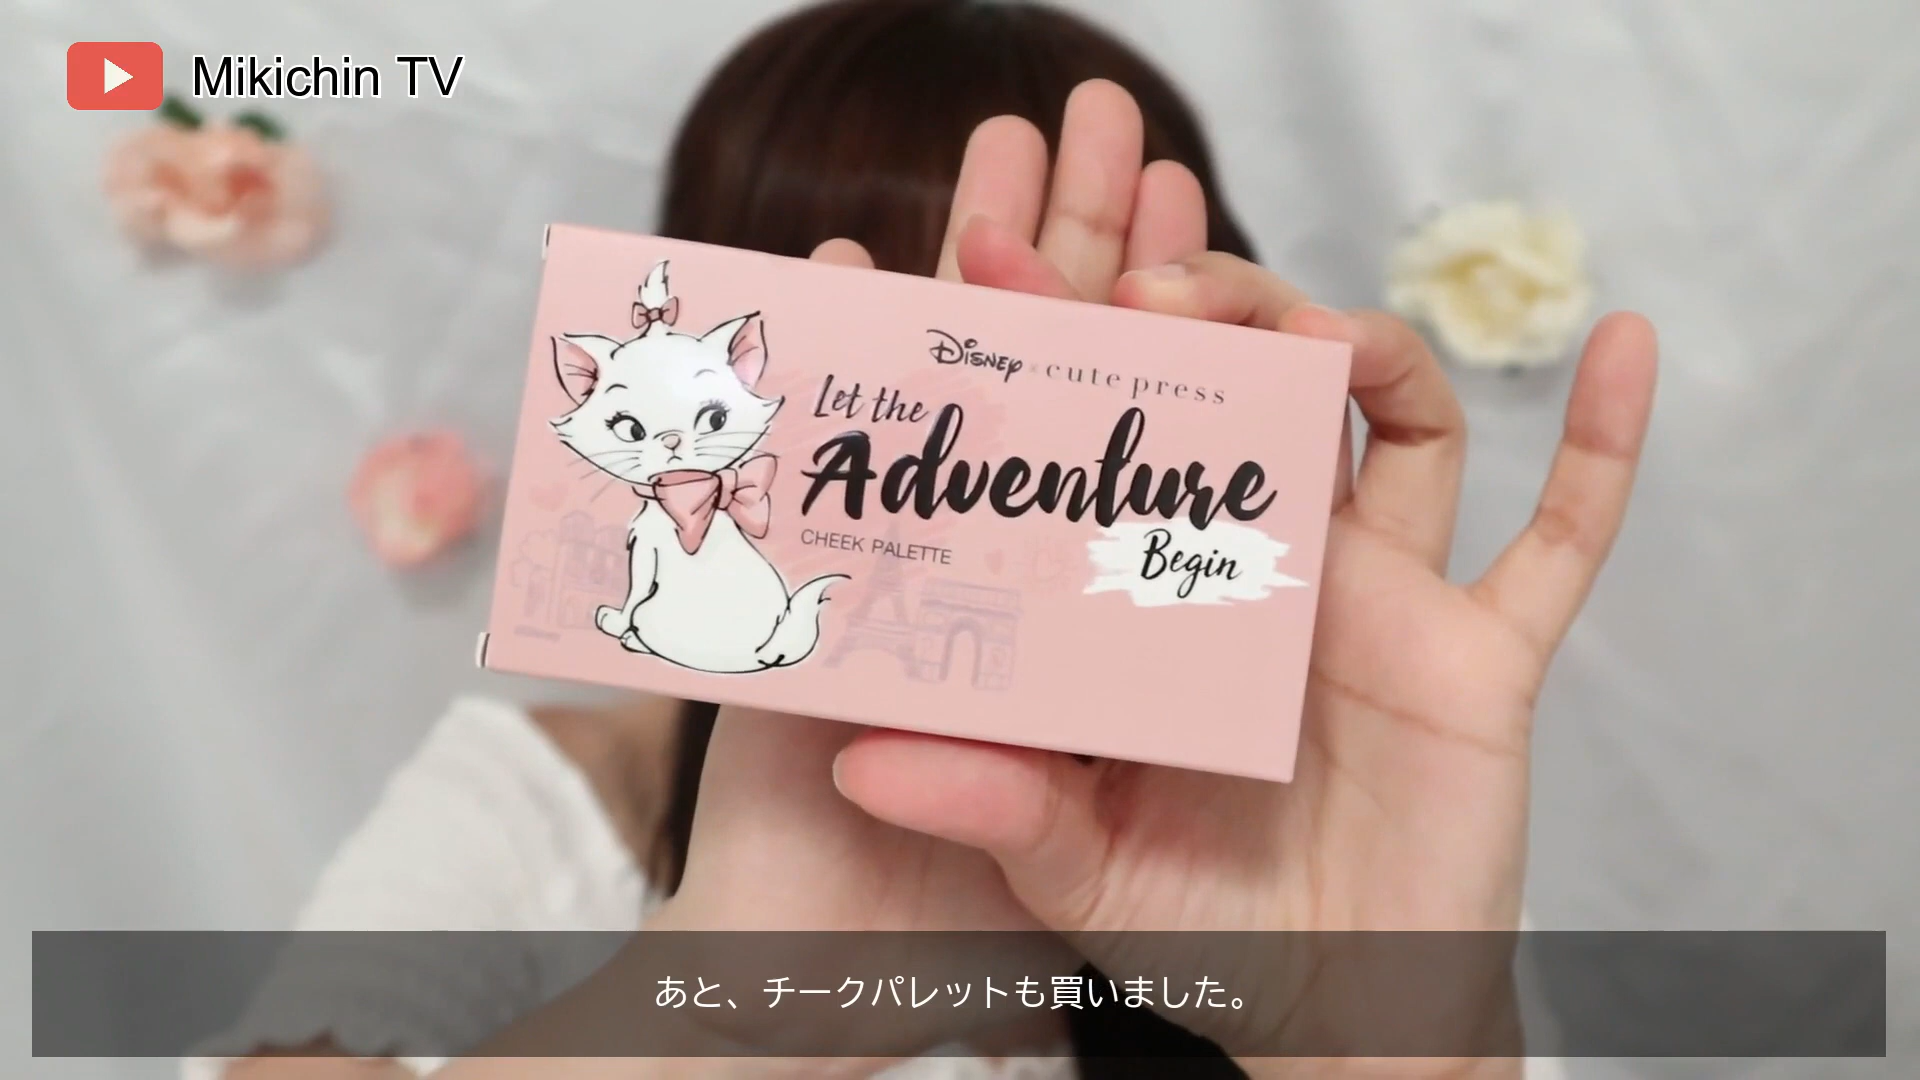 Mikichin TV
Disney × cute press
Let the
Adventure
Begin
CHEEK PALETTE
あと、チークパレットも買いました。